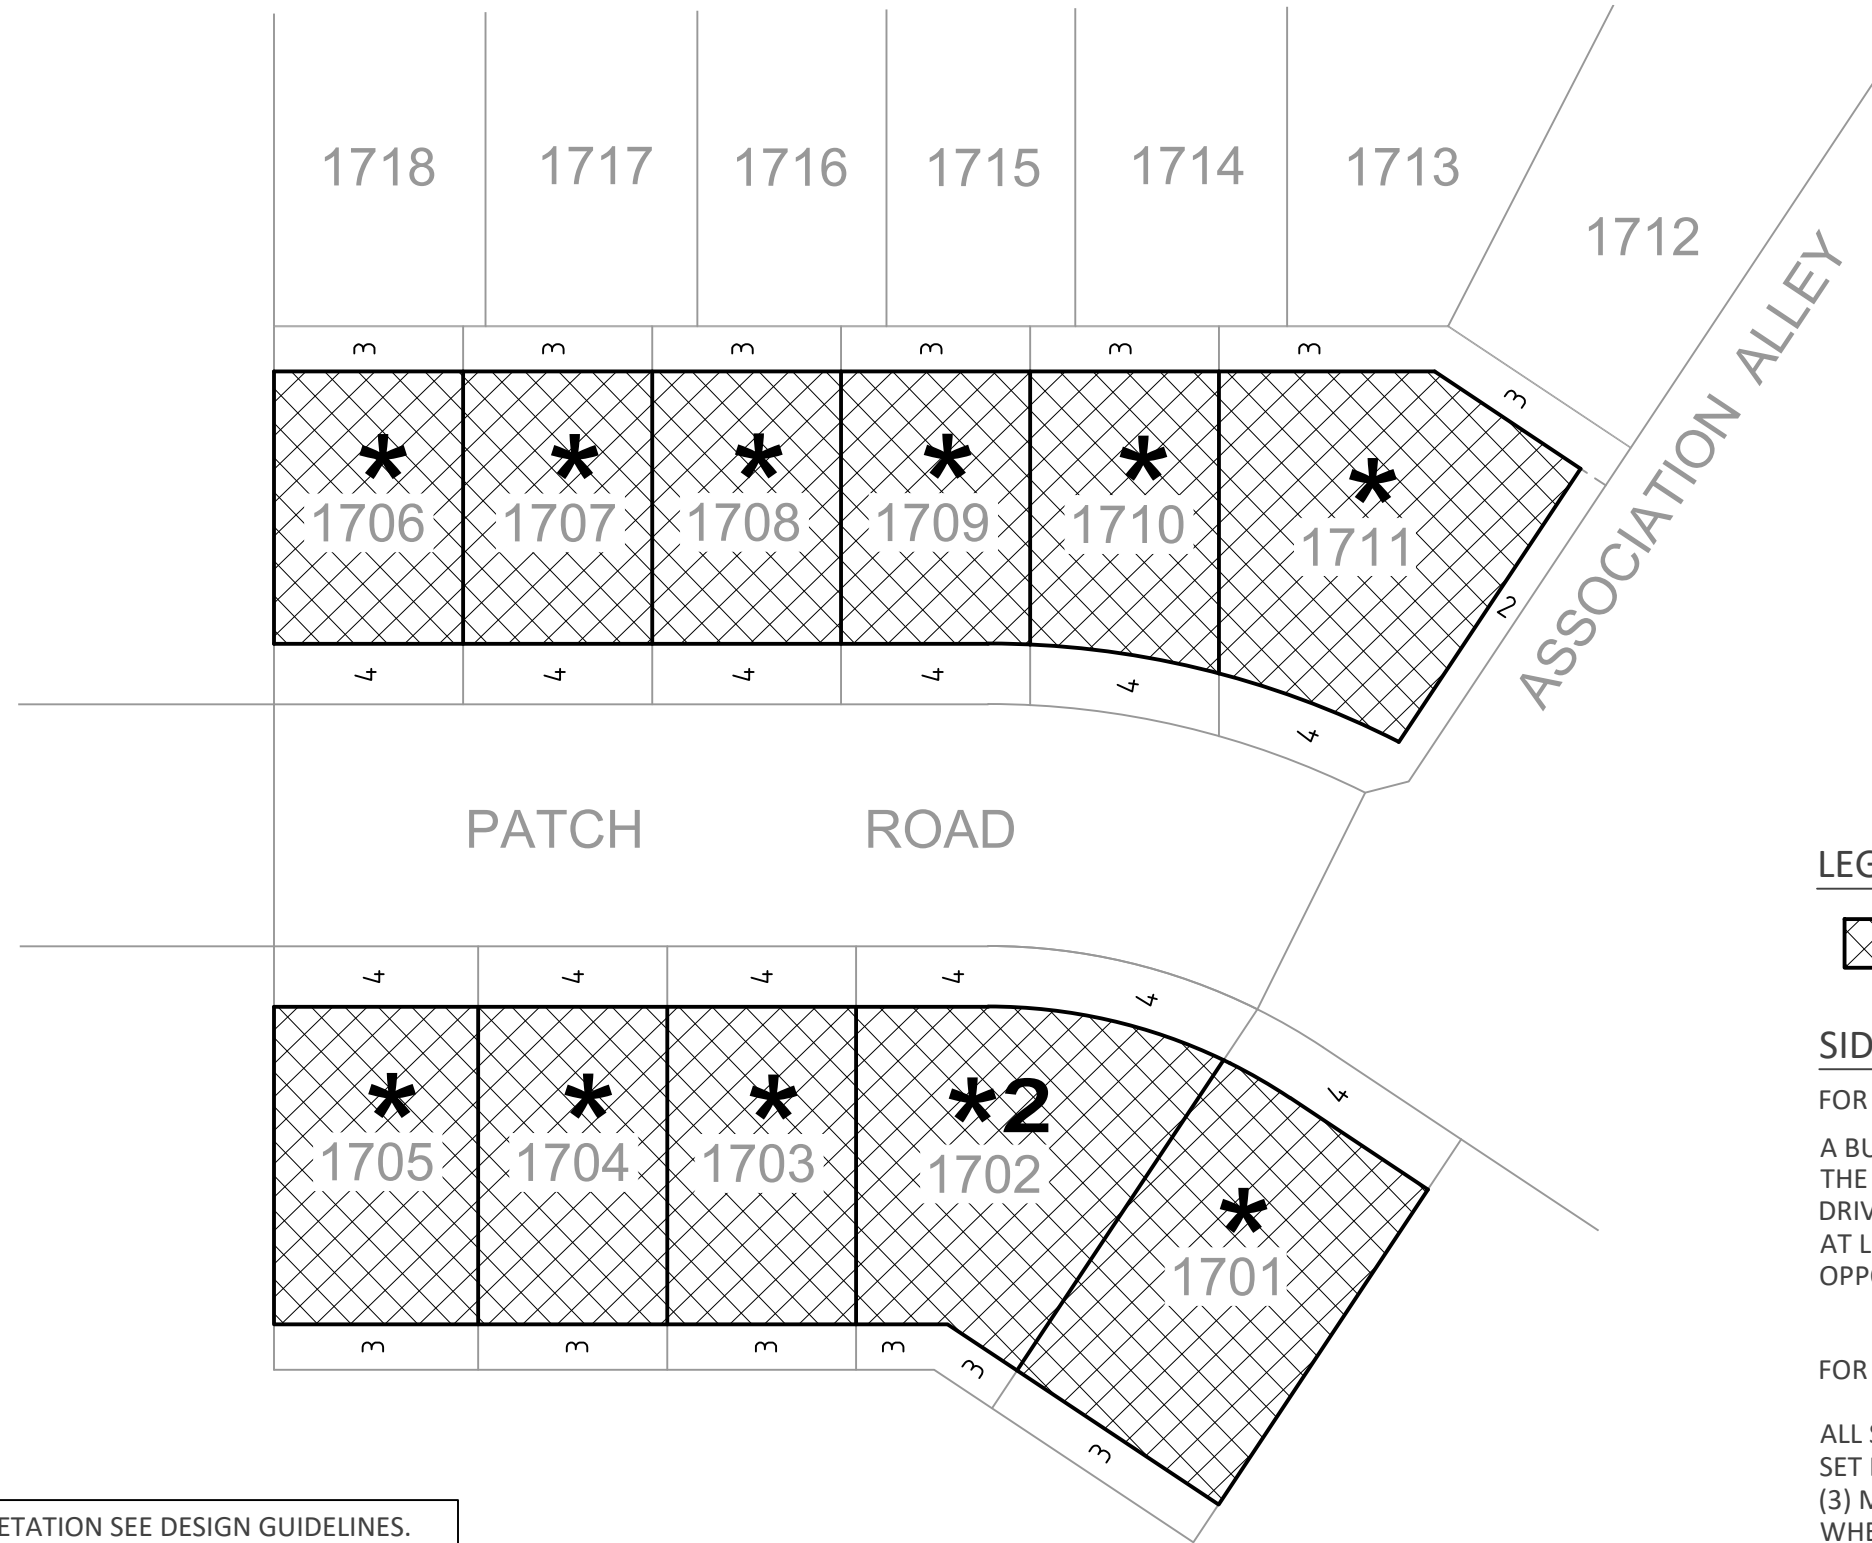 1718 1717 1716 1715 1714 1713
1712
3 3 3 3 3 3
3
* * * * * *
1706 1707 1708 1709 1710 1711
2
ASSOCIATION ALLEY
4 4 4 4 4
4
PATCH ROAD
4 4 4 4 4
4
* * * *2
1705 1704 1703 1702
*
1701
3 3 3 3
3
3
LEG
SID
FOR
A BU
THE
DRIV
AT L
OPPO
FOR
ALL S
SET
(3) M
WHE
ETATION SEE DESIGN GUIDELINES.